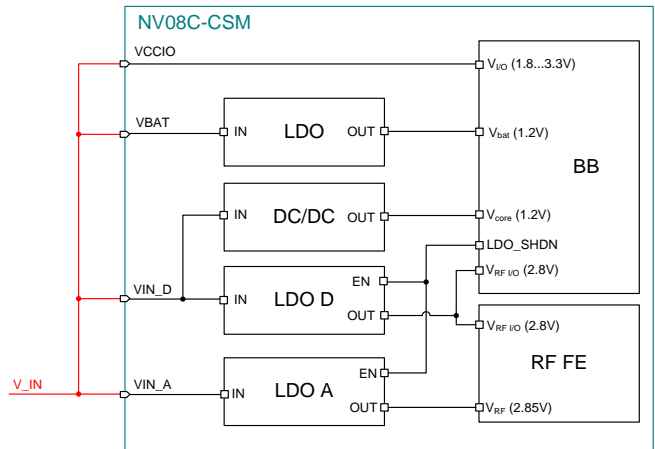 NV08C-CSM
VCCIO
V_I/O (1.8...3.3V)
VBAT
IN LDO OUT
V_bat (1.2V)
BB
IN DC/DC OUT
V_core (1.2V)
LDO_SHDN
VIN_D
IN LDO D EN
OUT
V_RF I/O (2.8V)
V_RF I/O (2.8V)
RF FE
V_IN
VIN_A
IN LDO A EN
OUT
V_RF (2.85V)